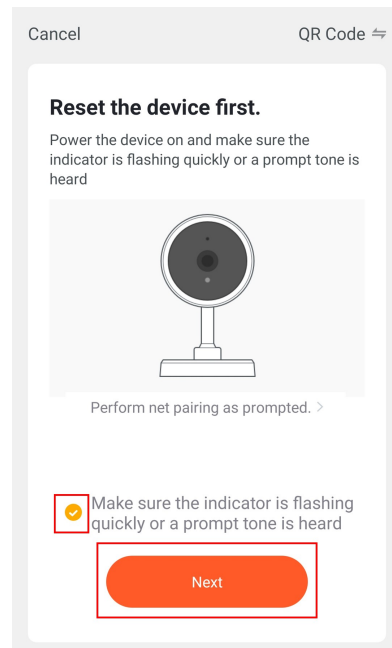 Cancel
QR Code
Reset the device first.
Power the device on and make sure the
indicator is flashing quickly or a prompt tone is
heard
Perform net pairing as prompted. >
Make sure the indicator is flashing
quickly or a prompt tone is heard
Next